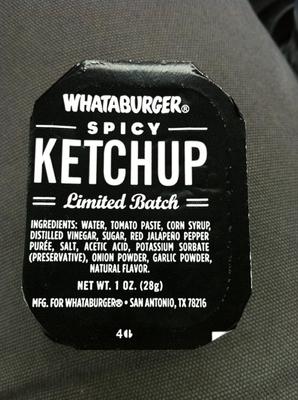 WHATABURGER®
SPICY
KETCHUP
Limited Batch
INGREDIENTS: WATER, TOMATO PASTE, CORN SYRUP,
DISTILLED VINEGAR, SUGAR, RED JALAPEÑO PEPPER
PURÉE, SALT, ACETIC ACID, POTASSIUM SORBATE
(PRESERVATIVE), ONION POWDER, GARLIC POWDER,
NATURAL FLAVOR.
NET WT. 1 OZ. (28g)
MFG. FOR WHATABURGER® • SAN ANTONIO, TX 78216